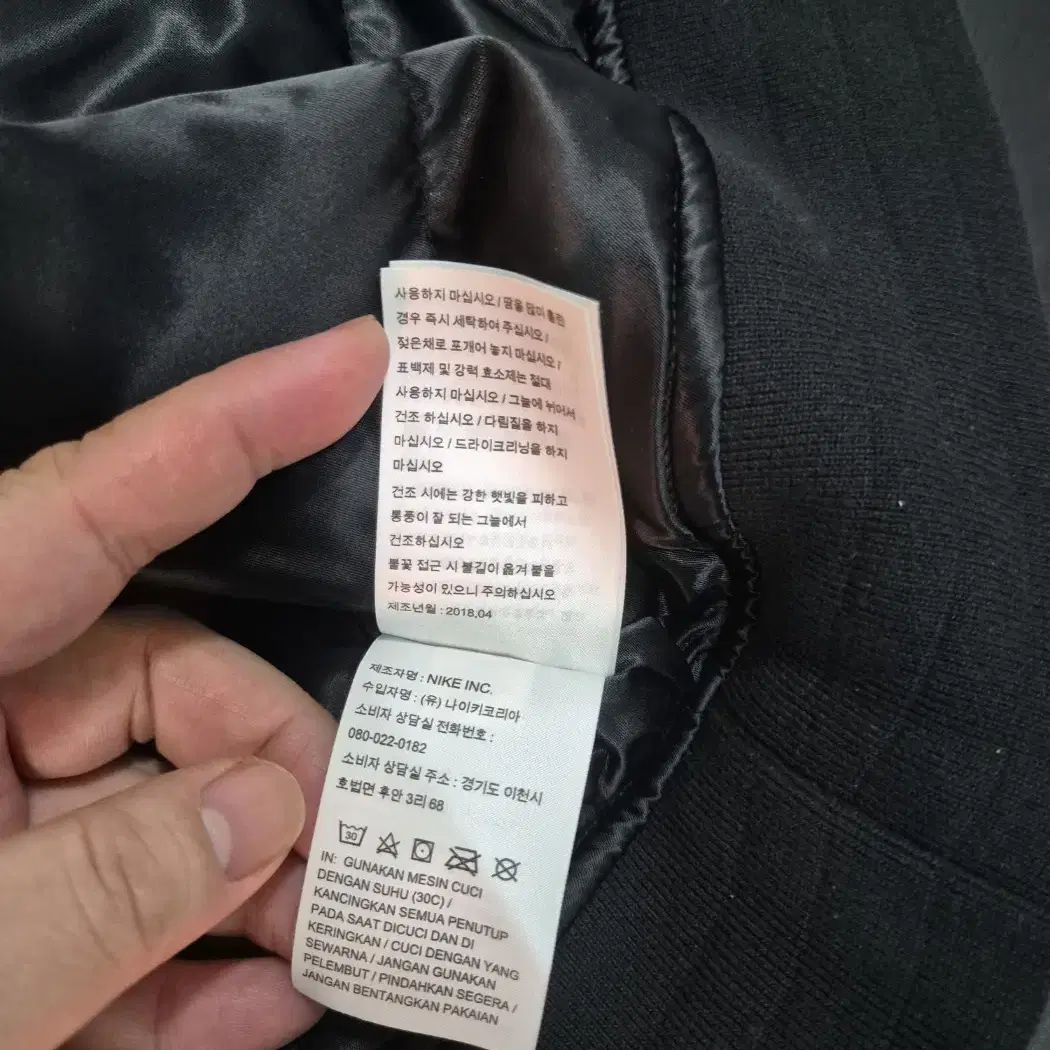 사용하지 마십시오 / 땀을 많이 흘린
경우 즉시 세탁하여 주십시오 /
젖은채로 포개어 놓지 마십시오 /
표백제 및 강력 효소제는 절대
사용하지 마십시오 / 그늘에 뉘어서
건조 하십시오 / 다림질을 하지
마십시오 / 드라이크리닝을 하지
마십시오
건조 시에는 강한 햇빛을 피하고
통풍이 잘 되는 그늘에서
건조하십시오
불꽃 접근 시 불길이 옮겨 붙을
가능성이 있으니 주의하십시오
제조년월 : 2018.04
제조자명 : NIKE INC.
수입자명 : (유) 나이키코리아
소비자 상담실 전화번호 :
080-022-0182
소비자 상담실 주소 : 경기도 이천시
호법면 후안 3리 68
30
IN: GUNAKAN MESIN CUCI
DENGAN SUHU (30C) /
KANCINGKAN SEMUA PENUTUP
PADA SAAT DICUCI DAN DI
KERINGKAN / CUCI DENGAN YANG
SEWARNA / JANGAN GUNAKAN
PELEMBUT / PINDAHKAN SEGERA /
JANGAN BENTANGKAN PAKAIAN